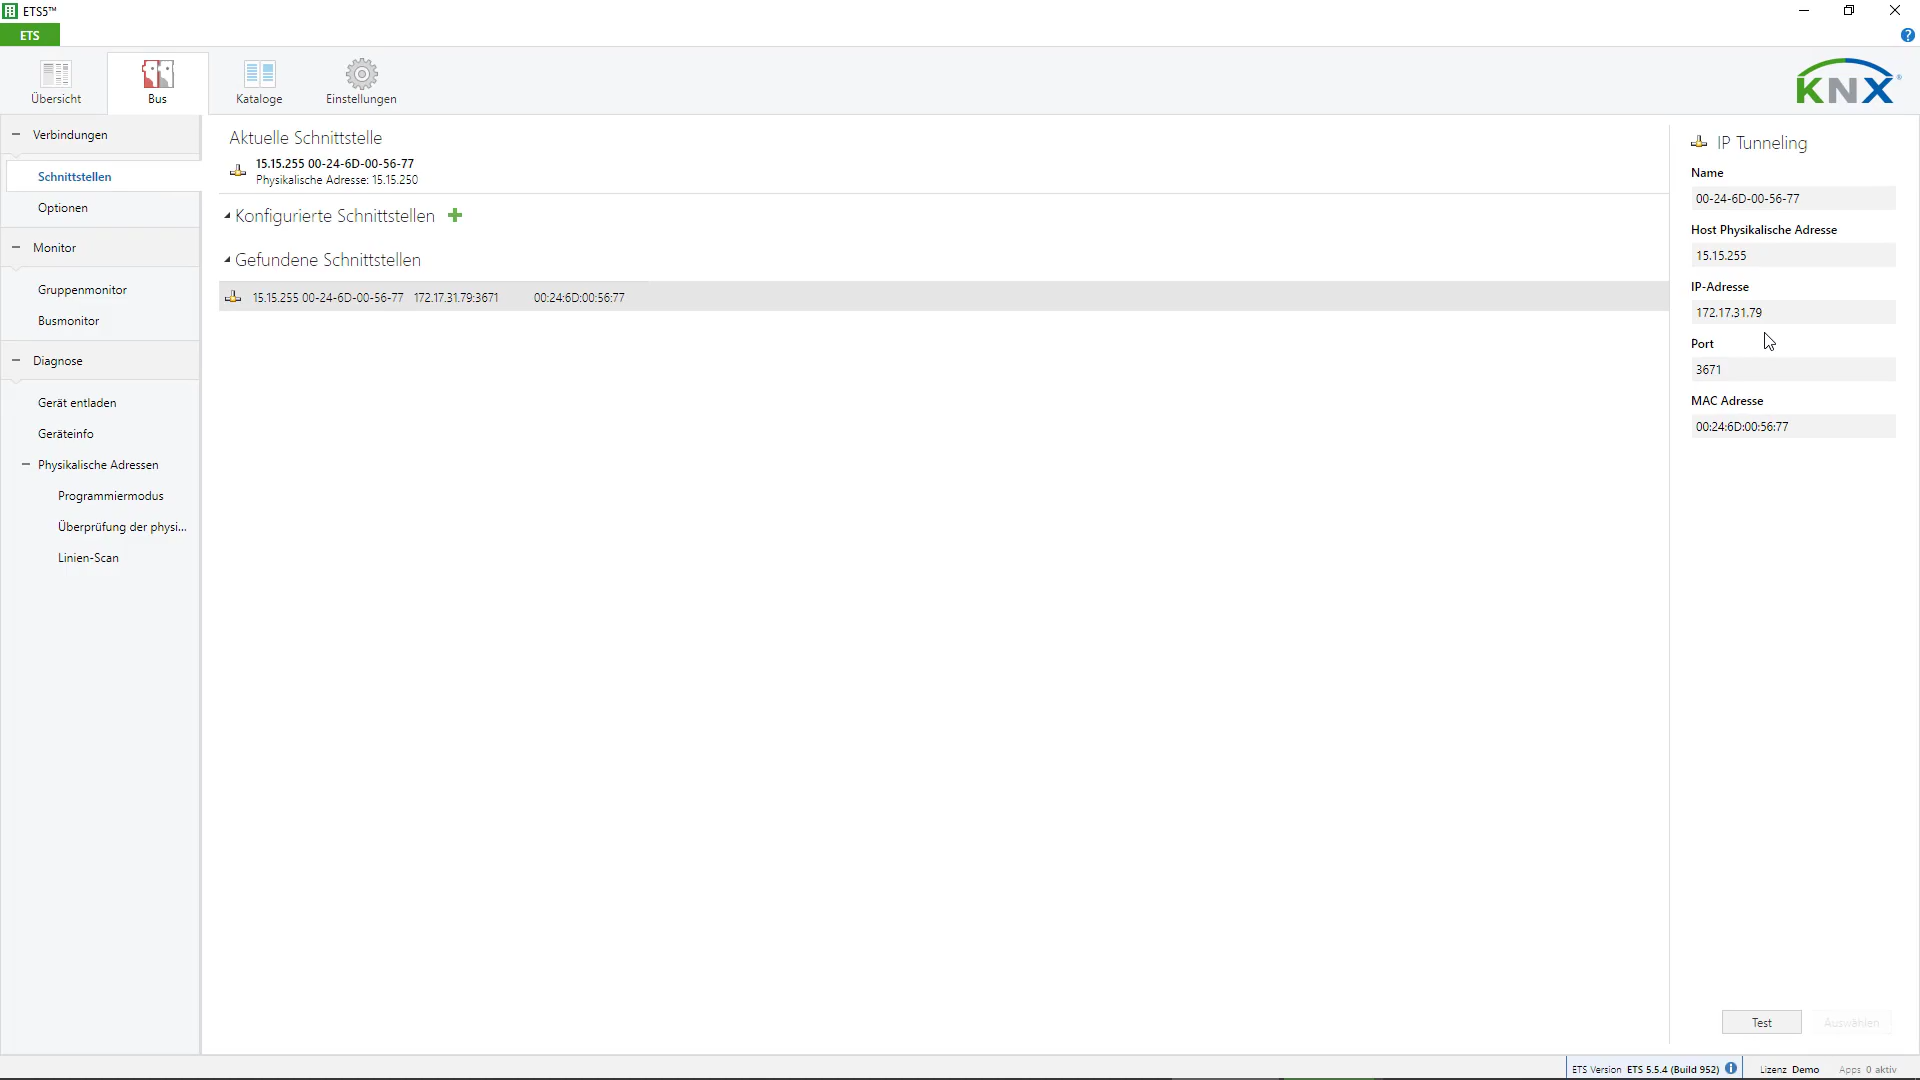 ETS5™
ETS
?
Übersicht
Bus
Kataloge
Einstellungen
KNX®
Verbindungen
Schnittstellen
Optionen
Monitor
Gruppenmonitor
Busmonitor
Diagnose
Gerät entladen
Geräteinfo
Physikalische Adressen
Programmiermodus
Überprüfung der physi...
Linien-Scan
Aktuelle Schnittstelle
15.15.255 00-24-6D-00-56-77
Physikalische Adresse: 15.15.250
Konfigurierte Schnittstellen
Gefundene Schnittstellen
15.15.255 00-24-6D-00-56-77 172.17.31.79:3671 00:24:6D:00:56:77
IP Tunneling
Name
00-24-6D-00-56-77
Host Physikalische Adresse
15.15.255
IP-Adresse
172.17.31.79
Port
3671
MAC Adresse
00:24:6D:00:56:77
Test
Auswählen
ETS Version ETS 5.5.4 (Build 952)
Lizenz Demo
Apps 0 aktiv